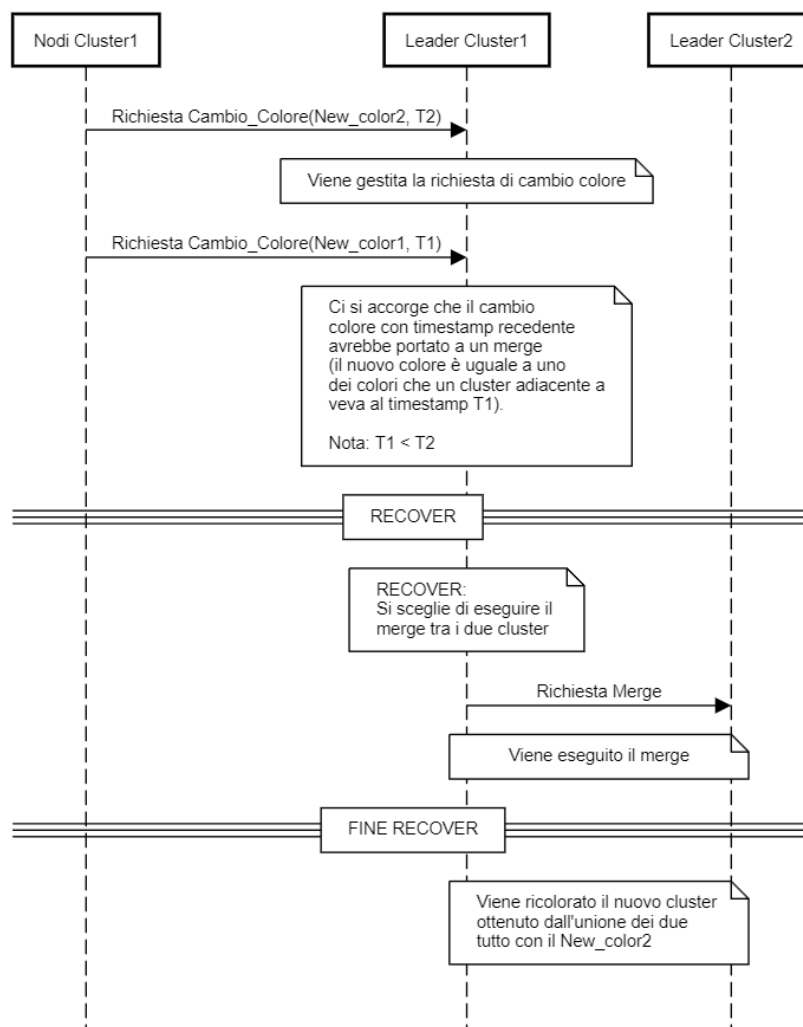 Nodi Cluster1
Leader Cluster1
Leader Cluster2
Richiesta Cambio_Colore(New_color2, T2)
Viene gestita la richiesta di cambio colore
Richiesta Cambio_Colore(New_color1, T1)
Ci si accorge che il cambio
colore con timestamp recedente
avrebbe portato a un merge
(il nuovo colore è uguale a uno
dei colori che un cluster adiacente a
veva al timestamp T1).
Nota: T1 < T2
RECOVER
RECOVER:
Si sceglie di eseguire il
merge tra i due cluster
Richiesta Merge
Viene eseguito il merge
FINE RECOVER
Viene ricolorato il nuovo cluster
ottenuto dall'unione dei due
tutto con il New_color2